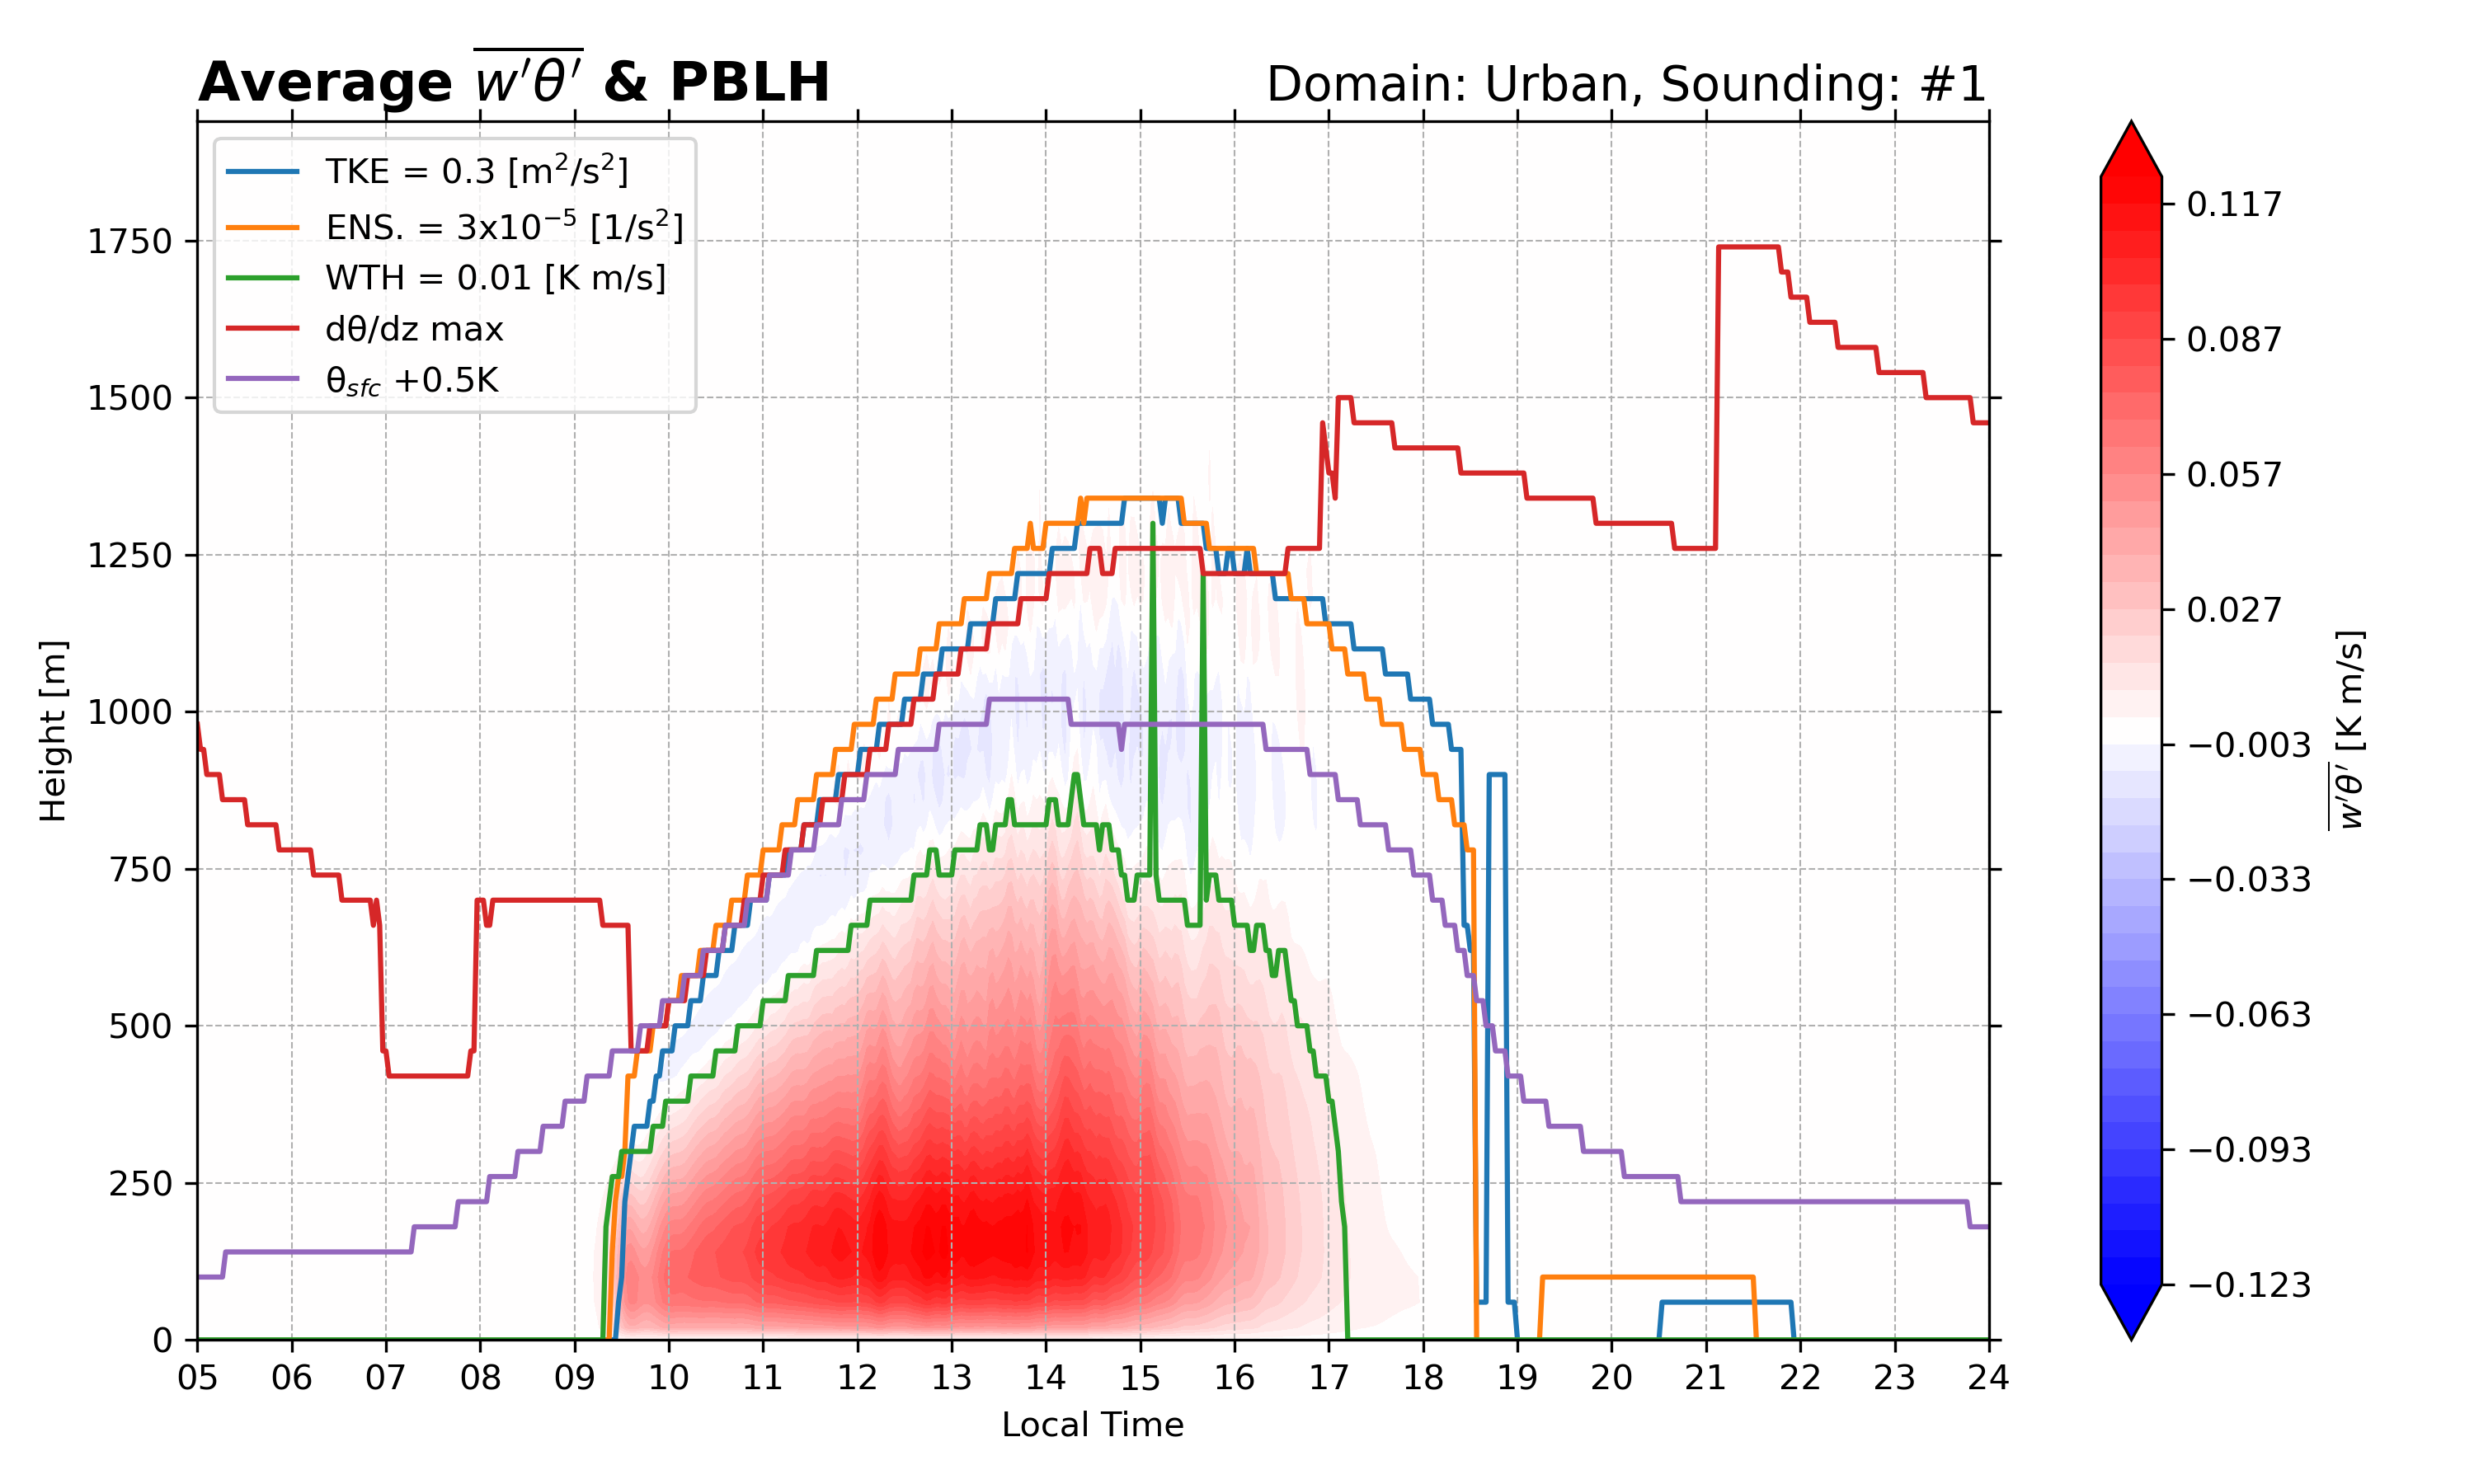 Average w′θ′ & PBLH
Domain: Urban, Sounding: #1
TKE = 0.3 [m²/s²]
ENS. = 3x10⁻⁵ [1/s²]
WTH = 0.01 [K m/s]
dθ/dz max
θsfc +0.5K
1750
1500
1250
1000
750
500
250
0
Height [m]
05 06 07 08 09 10 11 12 13 14 15 16 17 18 19 20 21 22 23 24
Local Time
0.117
0.087
0.057
0.027
−0.003
−0.033
−0.063
−0.093
−0.123
w′θ′ [K m/s]